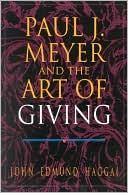 PAUL J.
MEYER
AND THE
ART OF
GIVING
JOHN EDMUND HAGGAI